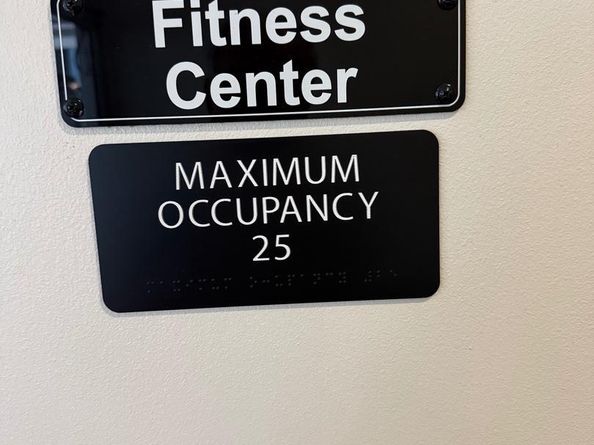 Fitness
Center
MAXIMUM
OCCUPANCY
25